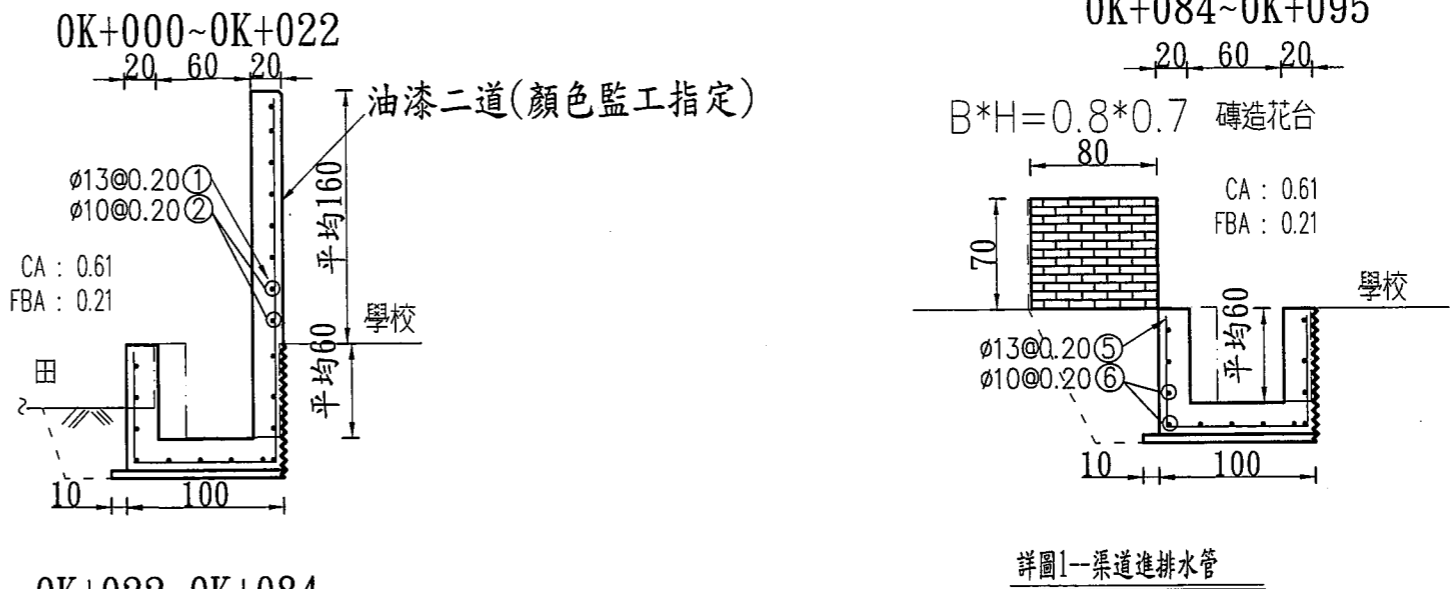 0K+000~0K+022
20 60 20
油漆二道(顏色監工指定)
ø13@0.20①
ø10@0.20②
平均160
CA : 0.61
FBA : 0.21
學校
田
平均60
10 100
0K+084~0K+095
20 60 20
B*H=0.8*0.7 磚造花台
80
CA : 0.61
FBA : 0.21
70
學校
平均60
ø13@0.20⑤
ø10@0.20⑥
10 100
詳圖1--渠道進排水管
0K+022~0K+084